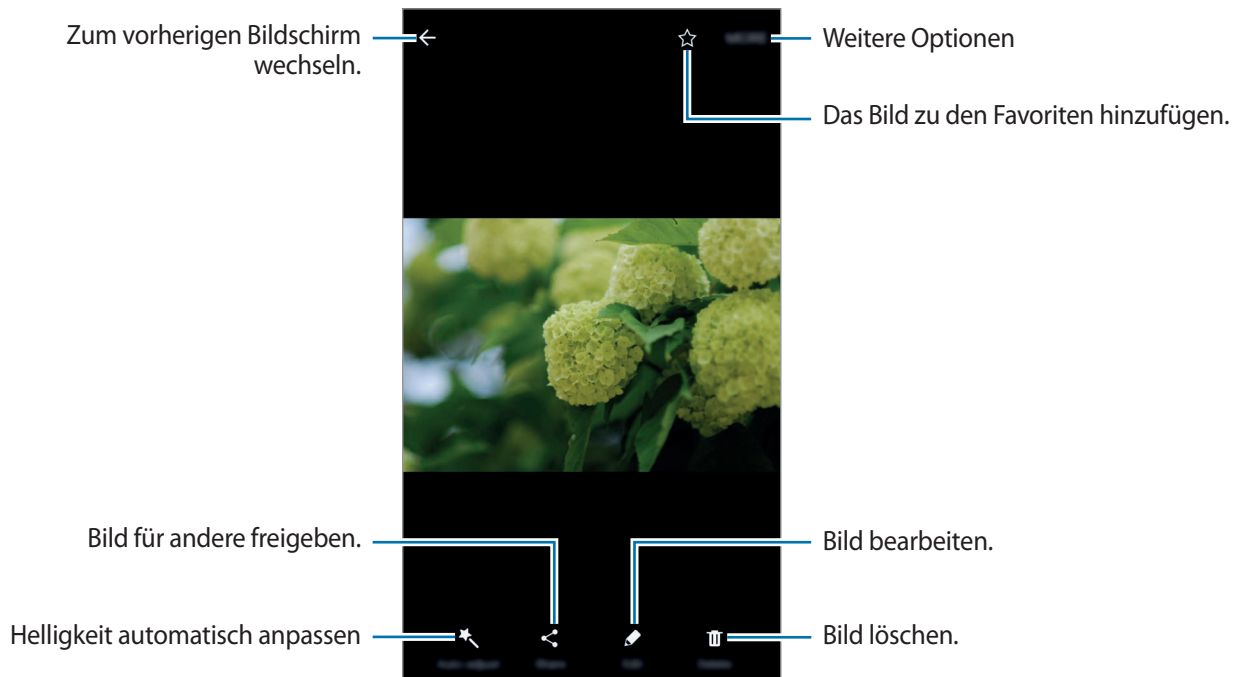 Zum vorherigen Bildschirm
wechseln.
Weitere Optionen
Das Bild zu den Favoriten hinzufügen.
Bild für andere freigeben.
Bild bearbeiten.
Helligkeit automatisch anpassen
Bild löschen.